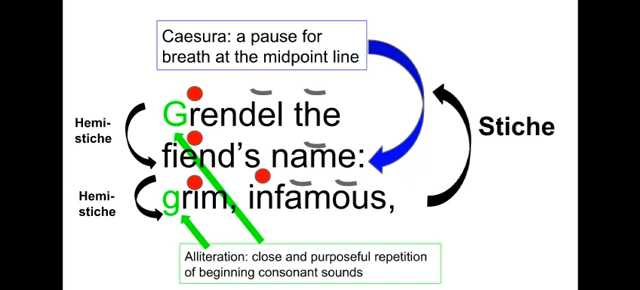 Caesura: a pause for
breath at the midpoint line
Grendel the
Hemi-
stiche
Stiche
fiend's name:
Hemi-
stiche
grim, infamous,
Alliteration: close and purposeful repetition
of beginning consonant sounds